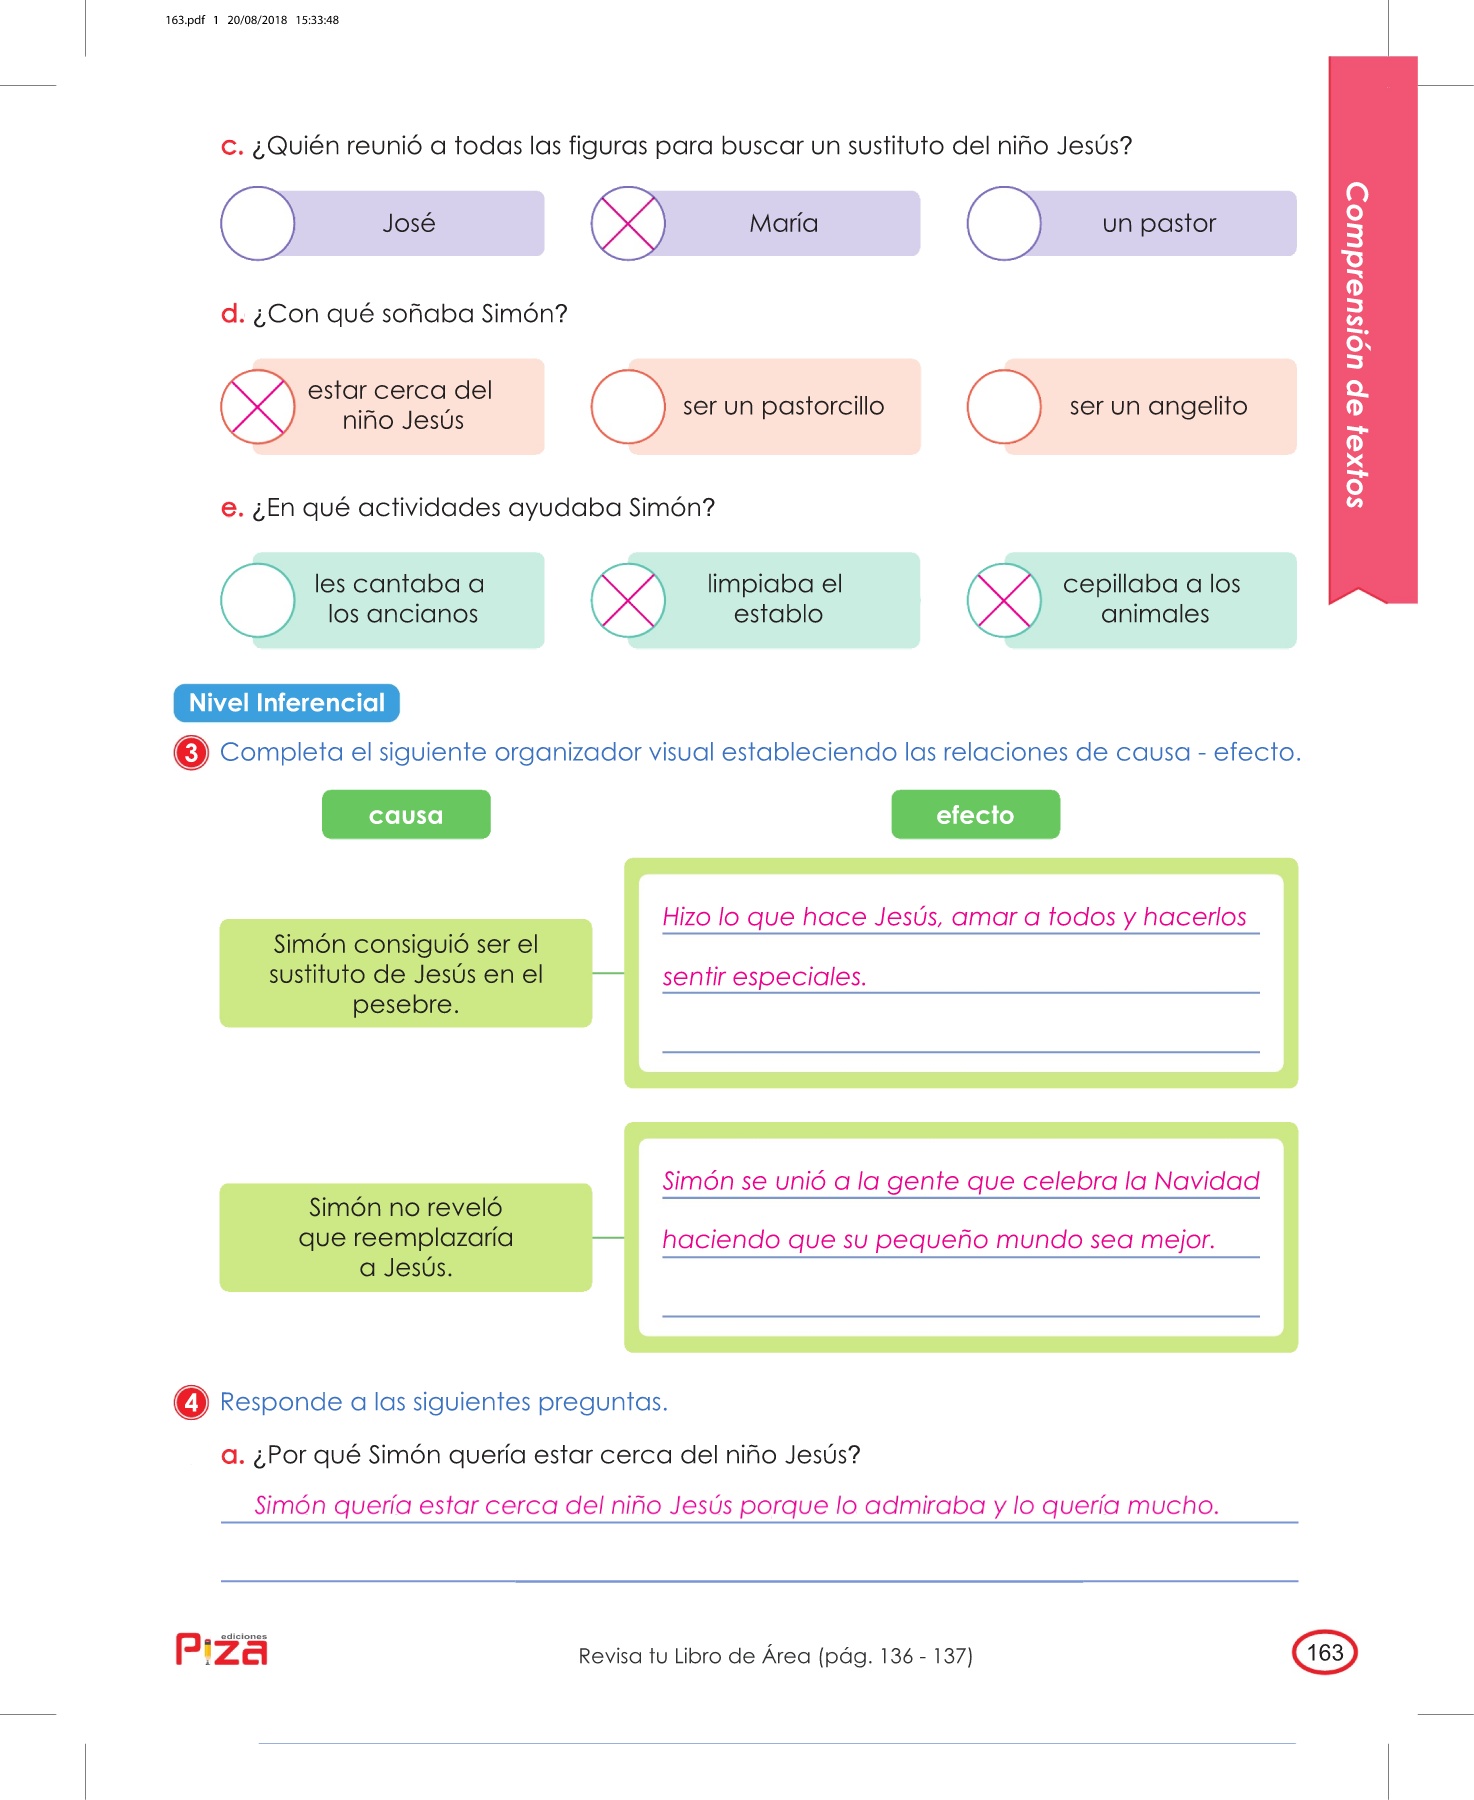 163.pdf 1 20/08/2018 15:33:48
c. ¿Quién reunió a todas las figuras para buscar un sustituto del niño Jesús?
José
María
un pastor
d. ¿Con qué soñaba Simón?
estar cerca del
niño Jesús
ser un pastorcillo
ser un angelito
e. ¿En qué actividades ayudaba Simón?
les cantaba a
los ancianos
limpiaba el
establo
cepillaba a los
animales
Comprensión de textos
Nivel Inferencial
3 Completa el siguiente organizador visual estableciendo las relaciones de causa - efecto.
causa
efecto
Simón consiguió ser el
sustituto de Jesús en el
pesebre.
Hizo lo que hace Jesús, amar a todos y hacerlos
sentir especiales.
Simón no reveló
que reemplazaría
a Jesús.
Simón se unió a la gente que celebra la Navidad
haciendo que su pequeño mundo sea mejor.
4 Responde a las siguientes preguntas.
a. ¿Por qué Simón quería estar cerca del niño Jesús?
Simón quería estar cerca del niño Jesús porque lo admiraba y lo quería mucho.
ediciones
Piza
Revisa tu Libro de Área (pág. 136 - 137)
163